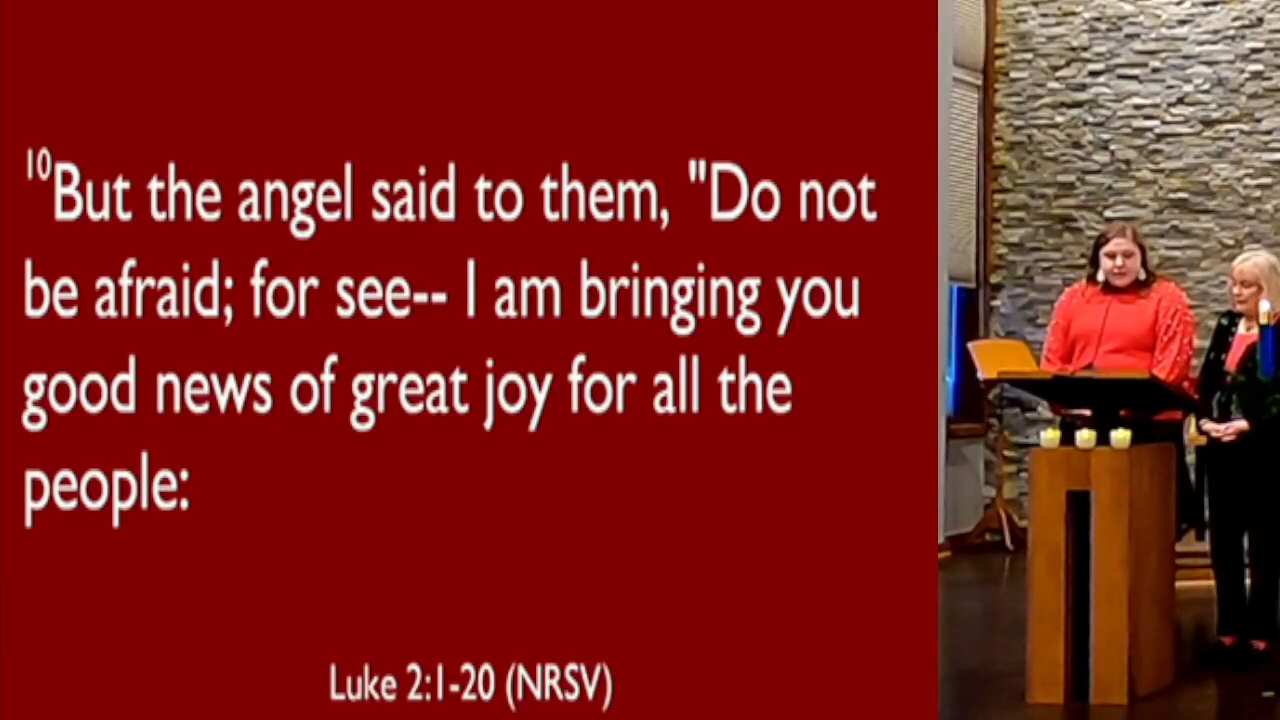 10But the angel said to them, "Do not
be afraid; for see-- I am bringing you
good news of great joy for all the
people:
Luke 2:1-20 (NRSV)